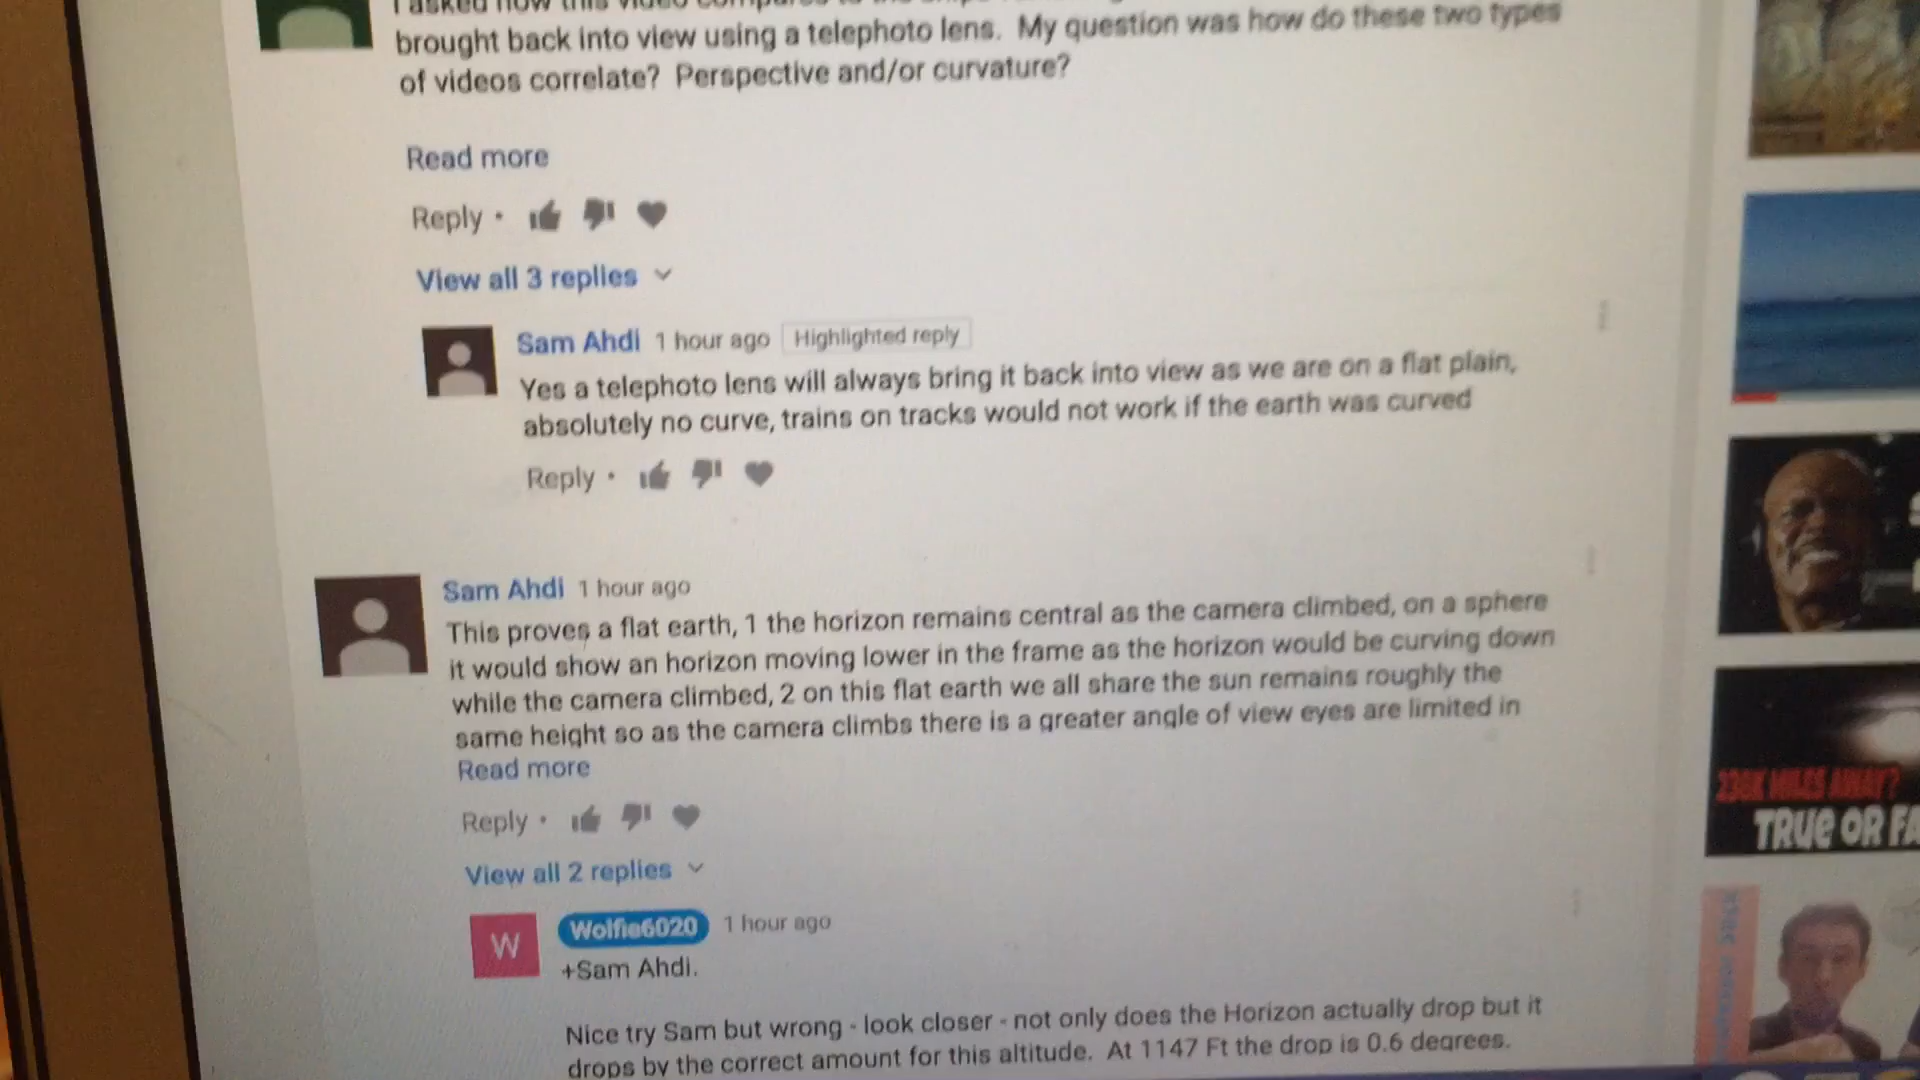 I asked how this video
brought back into view using a telephoto lens. My question was how do these two types
of videos correlate? Perspective and/or curvature?
Read more
Reply •
View all 3 replies
Sam Ahdi 1 hour ago Highlighted reply
Yes a telephoto lens will always bring it back into view as we are on a flat plain,
absolutely no curve, trains on tracks would not work if the earth was curved
Reply •
Sam Ahdi 1 hour ago
This proves a flat earth, 1 the horizon remains central as the camera climbed, on a sphere
it would show an horizon moving lower in the frame as the horizon would be curving down
while the camera climbed, 2 on this flat earth we all share the sun remains roughly the
same height so as the camera climbs there is a greater angle of view eyes are limited in
Read more
Reply •
View all 2 replies
W
Wolfie6020 1 hour ago
+Sam Ahdi.
Nice try Sam but wrong - look closer - not only does the Horizon actually drop but it
drops by the correct amount for this altitude. At 1147 Ft the drop is 0.6 degrees.
MILES AWAY?
TRUe OR